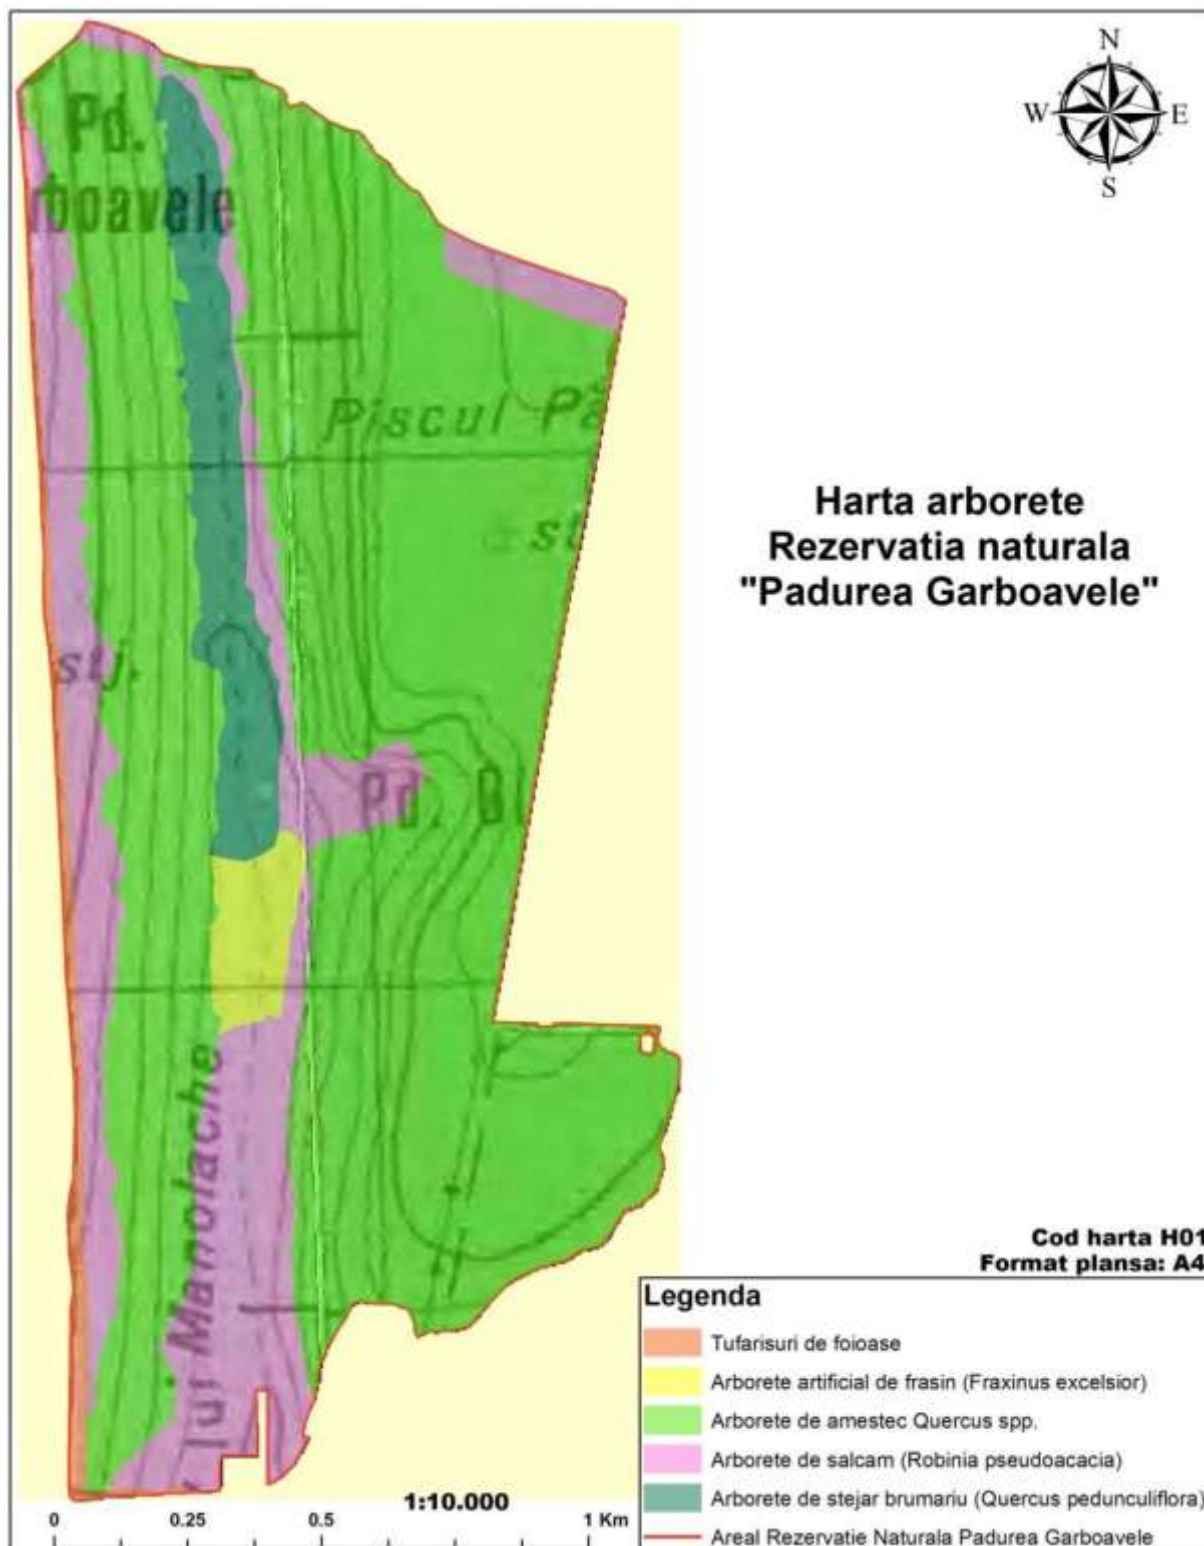 N
W E
S
Pd.
rboavele
Piscul Pă
st
stj.
Pd. Gl
lui Manolache
Harta arborete
Rezervatia naturala
"Padurea Garboavele"
Cod harta H01
Format plansa: A4
Legenda
Tufarisuri de foioase
Arborete artificial de frasin (Fraxinus excelsior)
Arborete de amestec Quercus spp.
Arborete de salcam (Robinia pseudoacacia)
Arborete de stejar brumariu (Quercus pedunculiflora)
Areal Rezervatie Naturala Padurea Garboavele
1:10.000
0 0.25 0.5 1 Km